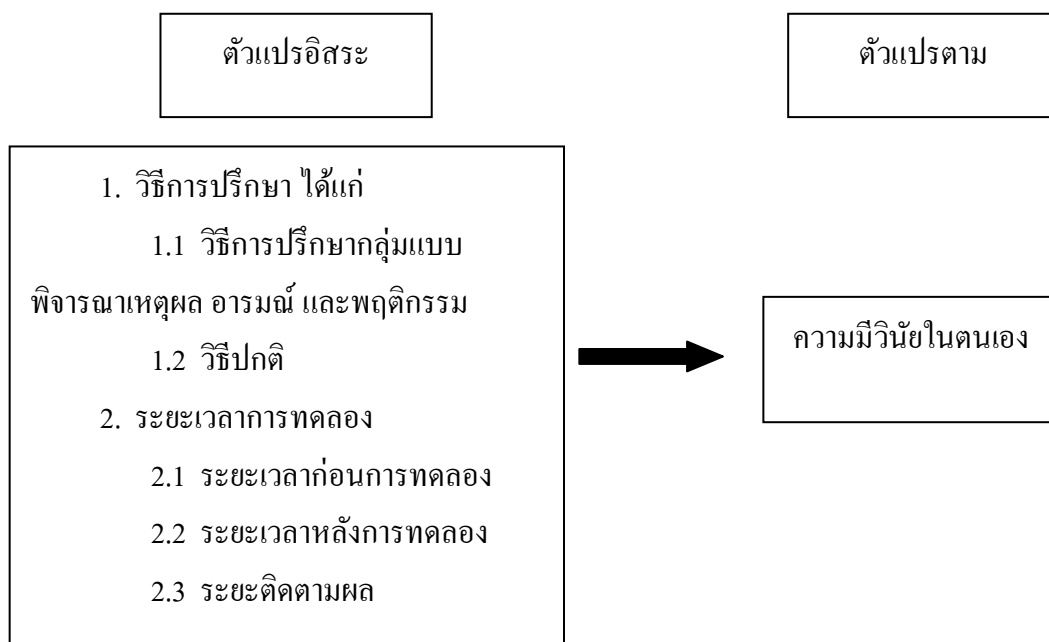 ตัวแปรอิสระ
ตัวแปรตาม
1. วิธีการปรึกษา ได้แก่
1.1 วิธีการปรึกษากลุ่มแบบ
พิจารณาเหตุผล อารมณ์ และพฤติกรรม
1.2 วิธีปกติ
2. ระยะเวลาการทดลอง
2.1 ระยะเวลาก่อนการทดลอง
2.2 ระยะเวลาหลังการทดลอง
2.3 ระยะติดตามผล
ความมีวินัยในตนเอง